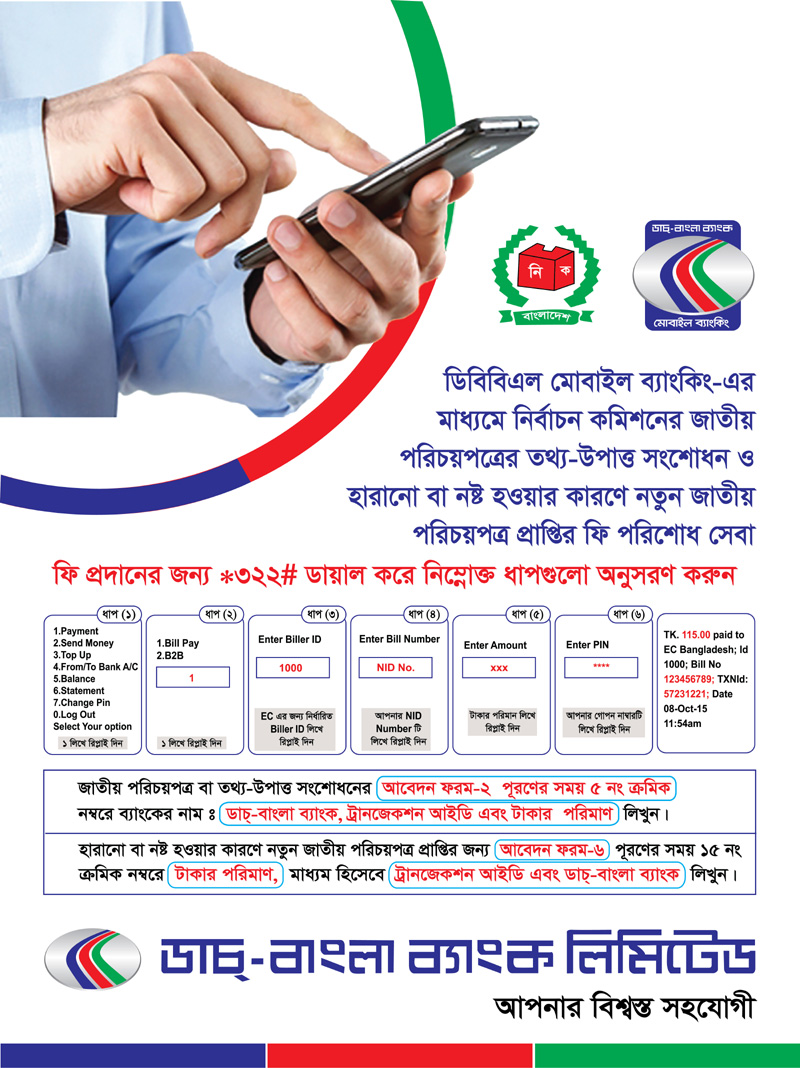 নি ক
বাংলাদেশ
ডাচ্-বাংলা ব্যাংক
মোবাইল ব্যাংকিং
ডিবিবিএল মোবাইল ব্যাংকিং-এর
মাধ্যমে নির্বাচন কমিশনের জাতীয়
পরিচয়পত্রের তথ্য-উপাত্ত সংশোধন ও
হারানো বা নষ্ট হওয়ার কারণে নতুন জাতীয়
পরিচয়পত্র প্রাপ্তির ফি পরিশোধ সেবা
ফি প্রদানের জন্য *৩২২# ডায়াল করে নিম্নোক্ত ধাপগুলো অনুসরণ করুন
ধাপ (১)
1.Payment
2.Send Money
3.Top Up
4.From/To Bank A/C
5.Balance
6.Statement
7.Change Pin
0.Log Out
Select Your option
১ লিখে রিপ্লাই দিন
ধাপ (২)
1.Bill Pay
2.B2B
1
১ লিখে রিপ্লাই দিন
ধাপ (৩)
Enter Biller ID
1000
EC এর জন্য নির্ধারিত
Biller ID লিখে
রিপ্লাই দিন
ধাপ (৪)
Enter Bill Number
NID No.
আপনার NID
Number টি
লিখে রিপ্লাই দিন
ধাপ (৫)
Enter Amount
xxx
টাকার পরিমান লিখে
রিপ্লাই দিন
ধাপ (৬)
Enter PIN
****
আপনার গোপন নাম্বারটি
লিখে রিপ্লাই দিন
TK. 115.00 paid to
EC Bangladesh; Id
1000; Bill No
123456789; TXNId:
57231221; Date
08-Oct-15
11:54am
জাতীয় পরিচয়পত্র বা তথ্য-উপাত্ত সংশোধনের আবেদন ফরম-২ পূরণের সময় ৫ নং ক্রমিক
নম্বরে ব্যাংকের নাম ঃ ডাচ্-বাংলা ব্যাংক, ট্রানজেকশন আইডি এবং টাকার পরিমাণ লিখুন।
হারানো বা নষ্ট হওয়ার কারণে নতুন জাতীয় পরিচয়পত্র প্রাপ্তির জন্য আবেদন ফরম-৬ পূরণের সময় ১৫ নং
ক্রমিক নম্বরে টাকার পরিমাণ, মাধ্যম হিসেবে ট্রানজেকশন আইডি এবং ডাচ্-বাংলা ব্যাংক লিখুন।
ডাচ্-বাংলা ব্যাংক লিমিটেড
আপনার বিশ্বস্ত সহযোগী